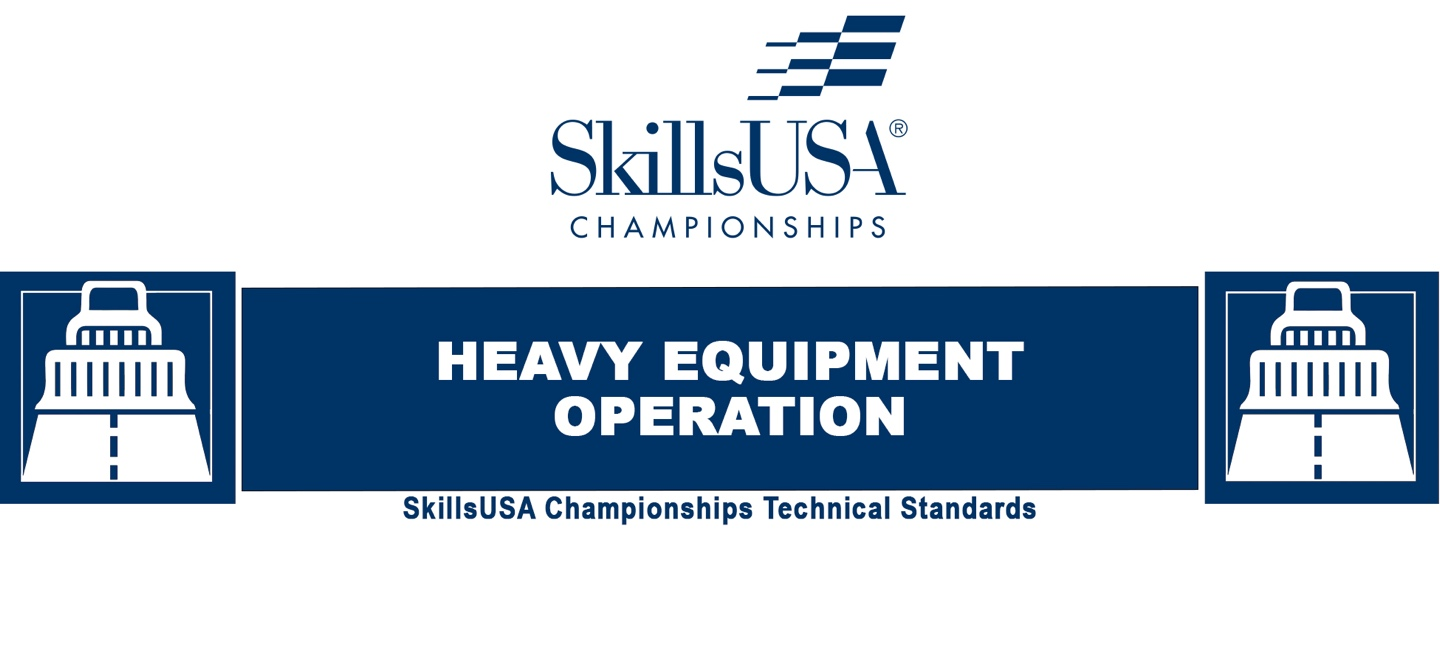 SkillsUSA®
CHAMPIONSHIPS
HEAVY EQUIPMENT
OPERATION
SkillsUSA Championships Technical Standards